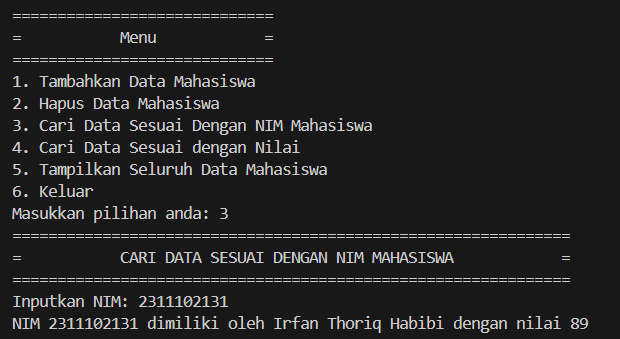 =============================
=           Menu            =
=============================
1. Tambahkan Data Mahasiswa
2. Hapus Data Mahasiswa
3. Cari Data Sesuai Dengan NIM Mahasiswa
4. Cari Data Sesuai dengan Nilai
5. Tampilkan Seluruh Data Mahasiswa
6. Keluar
Masukkan pilihan anda: 3
==============================================================
=           CARI DATA SESUAI DENGAN NIM MAHASISWA            =
==============================================================
Inputkan NIM: 2311102131
NIM 2311102131 dimiliki oleh Irfan Thoriq Habibi dengan nilai 89